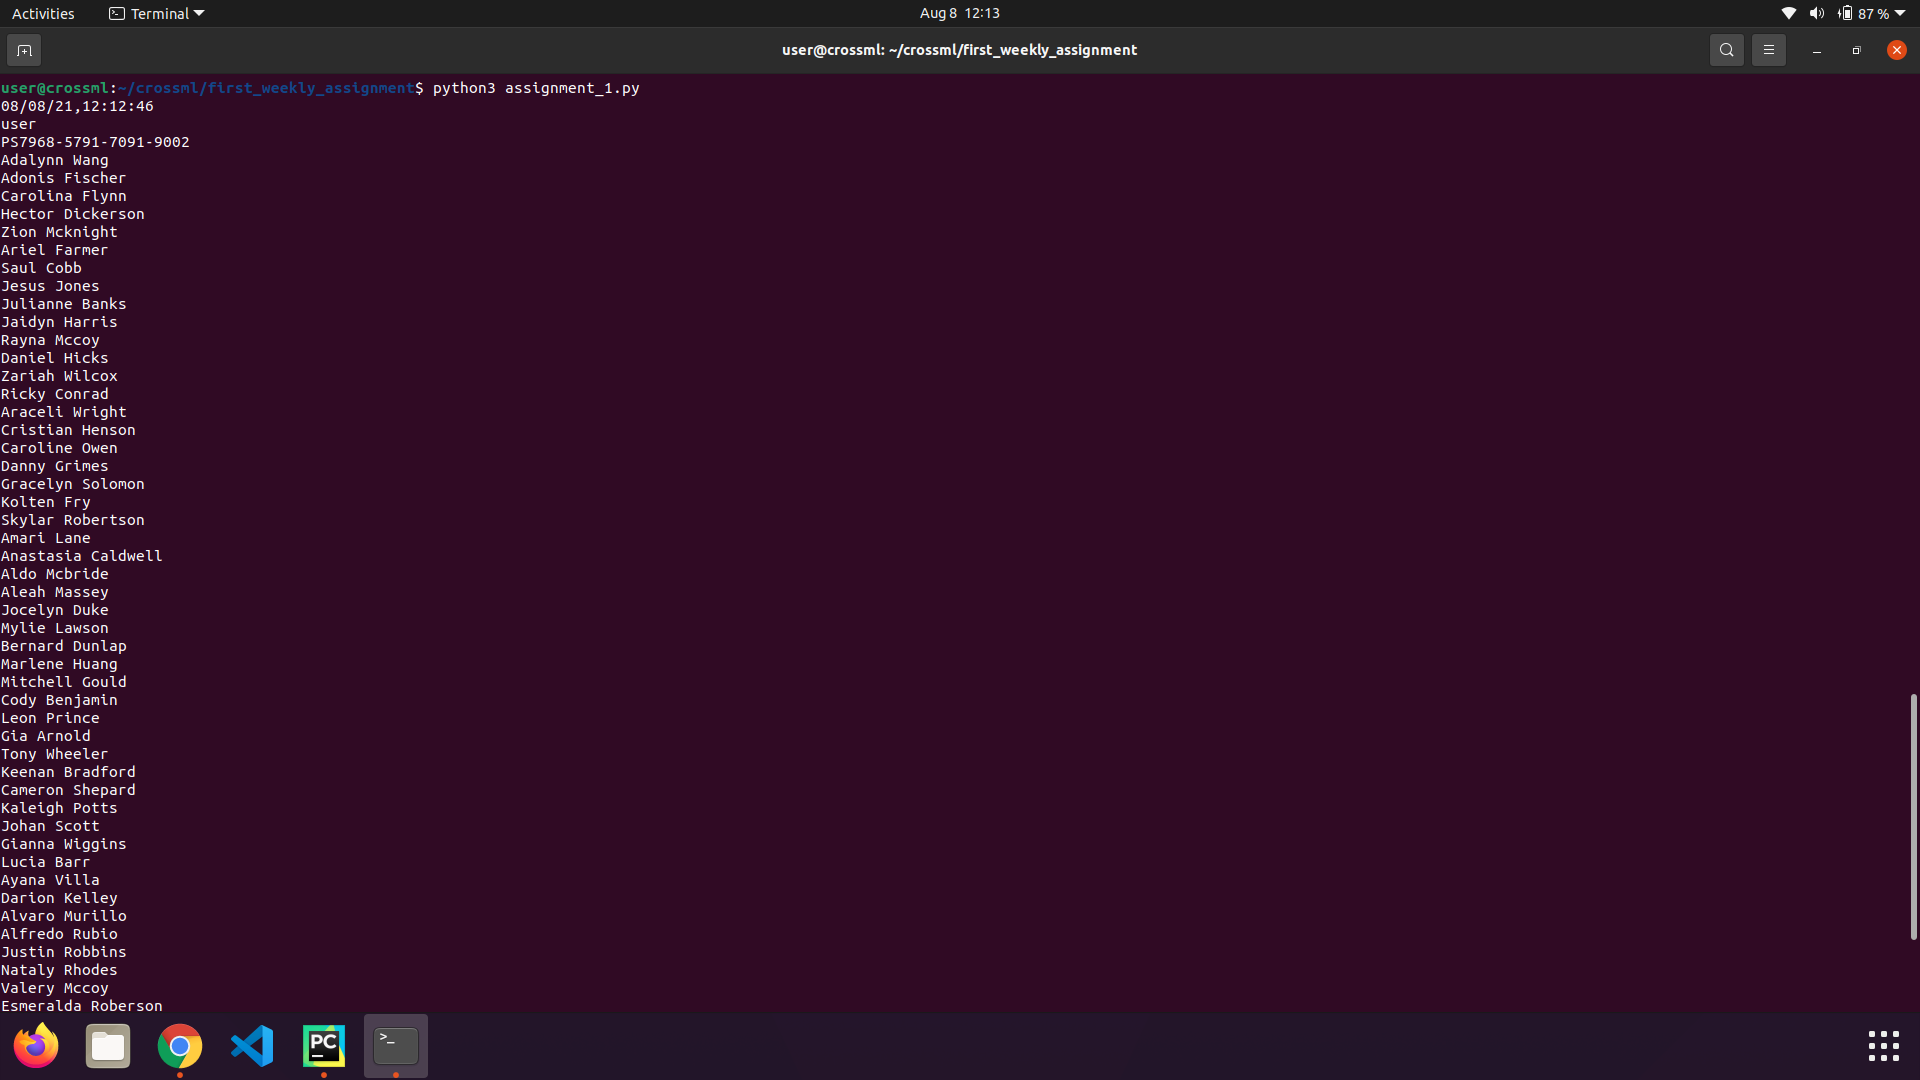 Activities
Terminal
Aug 8 12:13
87 %
user@crossml: ~/crossml/first_weekly_assignment
user@crossml:~/crossml/first_weekly_assignment$ python3 assignment_1.py
08/08/21,12:12:46
user
PS7968-5791-7091-9002
Adalynn Wang
Adonis Fischer
Carolina Flynn
Hector Dickerson
Zion Mcknight
Ariel Farmer
Saul Cobb
Jesus Jones
Julianne Banks
Jaidyn Harris
Rayna Mccoy
Daniel Hicks
Zariah Wilcox
Ricky Conrad
Araceli Wright
Cristian Henson
Caroline Owen
Danny Grimes
Gracelyn Solomon
Kolten Fry
Skylar Robertson
Amari Lane
Anastasia Caldwell
Aldo Mcbride
Aleah Massey
Jocelyn Duke
Mylie Lawson
Bernard Dunlap
Marlene Huang
Mitchell Gould
Cody Benjamin
Leon Prince
Gia Arnold
Tony Wheeler
Keenan Bradford
Cameron Shepard
Kaleigh Potts
Johan Scott
Gianna Wiggins
Lucia Barr
Ayana Villa
Darion Kelley
Alvaro Murillo
Alfredo Rubio
Justin Robbins
Nataly Rhodes
Valery Mccoy
Esmeralda Roberson
PC
>_